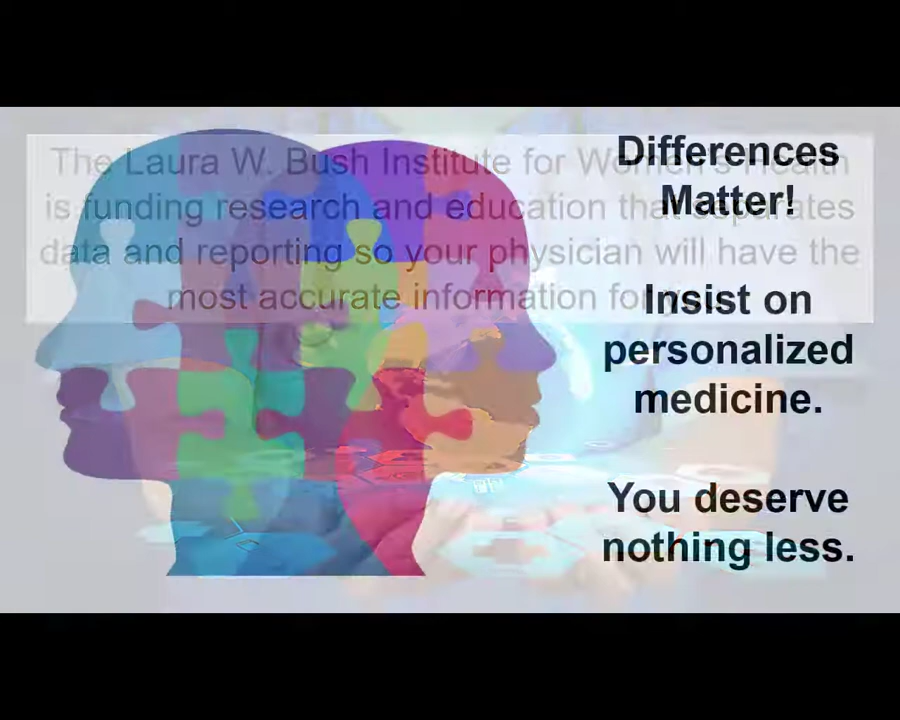 The Laura W. Bush Institute for Women's Health
is funding research and education that separates
data and reporting so your physician will have the
most accurate information for
Differences
Matter!
Insist on
personalized
medicine.
You deserve
nothing less.